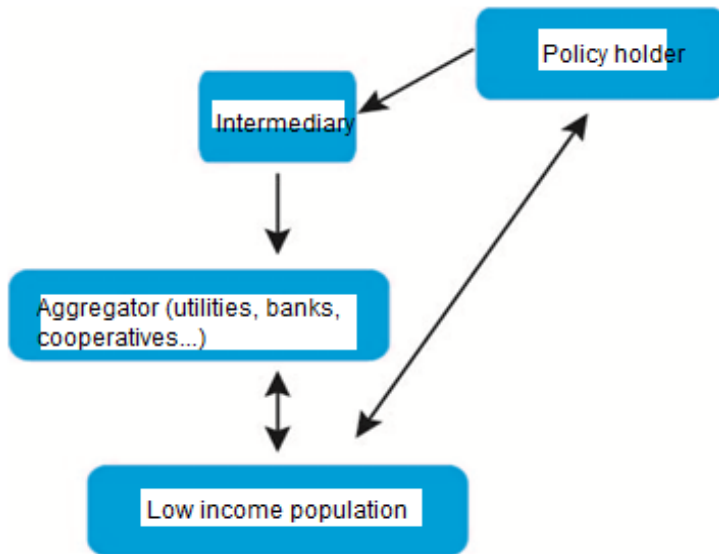 Policy holder
Intermediary
Aggregator (utilities, banks,
cooperatives...)
Low income population